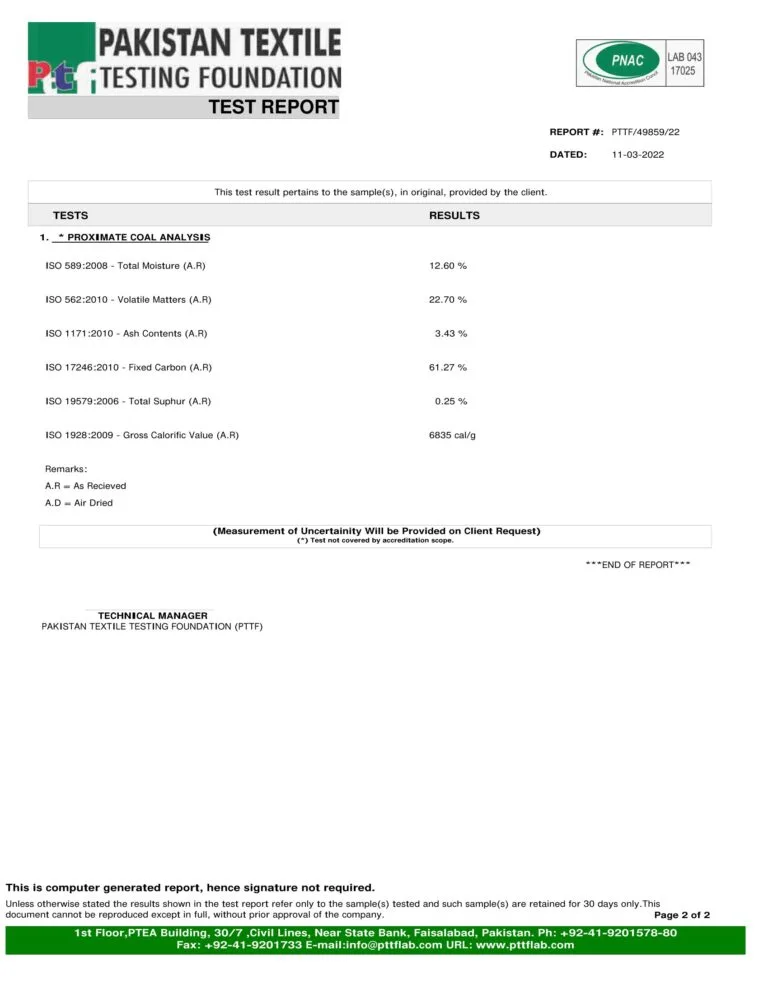 PAKISTAN TEXTILE
Ptfi TESTING FOUNDATION
TEST REPORT
PNAC
Pakistan National Accreditation Council
LAB 043
17025
REPORT #: PTTF/49859/22
DATED: 11-03-2022
This test result pertains to the sample(s), in original, provided by the client.
TESTS RESULTS
1. * PROXIMATE COAL ANALYSIS
ISO 589:2008 - Total Moisture (A.R) 12.60 %
ISO 562:2010 - Volatile Matters (A.R) 22.70 %
ISO 1171:2010 - Ash Contents (A.R) 3.43 %
ISO 17246:2010 - Fixed Carbon (A.R) 61.27 %
ISO 19579:2006 - Total Suphur (A.R) 0.25 %
ISO 1928:2009 - Gross Calorific Value (A.R) 6835 cal/g
Remarks:
A.R = As Recieved
A.D = Air Dried
(Measurement of Uncertainity Will be Provided on Client Request)
(*) Test not covered by accreditation scope.
***END OF REPORT***
TECHNICAL MANAGER
PAKISTAN TEXTILE TESTING FOUNDATION (PTTF)
This is computer generated report, hence signature not required.
Unless otherwise stated the results shown in the test report refer only to the sample(s) tested and such sample(s) are retained for 30 days only.This
document cannot be reproduced except in full, without prior approval of the company. Page 2 of 2
1st Floor,PTEA Building, 30/7 ,Civil Lines, Near State Bank, Faisalabad, Pakistan. Ph: +92-41-9201578-80
Fax: +92-41-9201733 E-mail:info@pttflab.com URL: www.pttflab.com